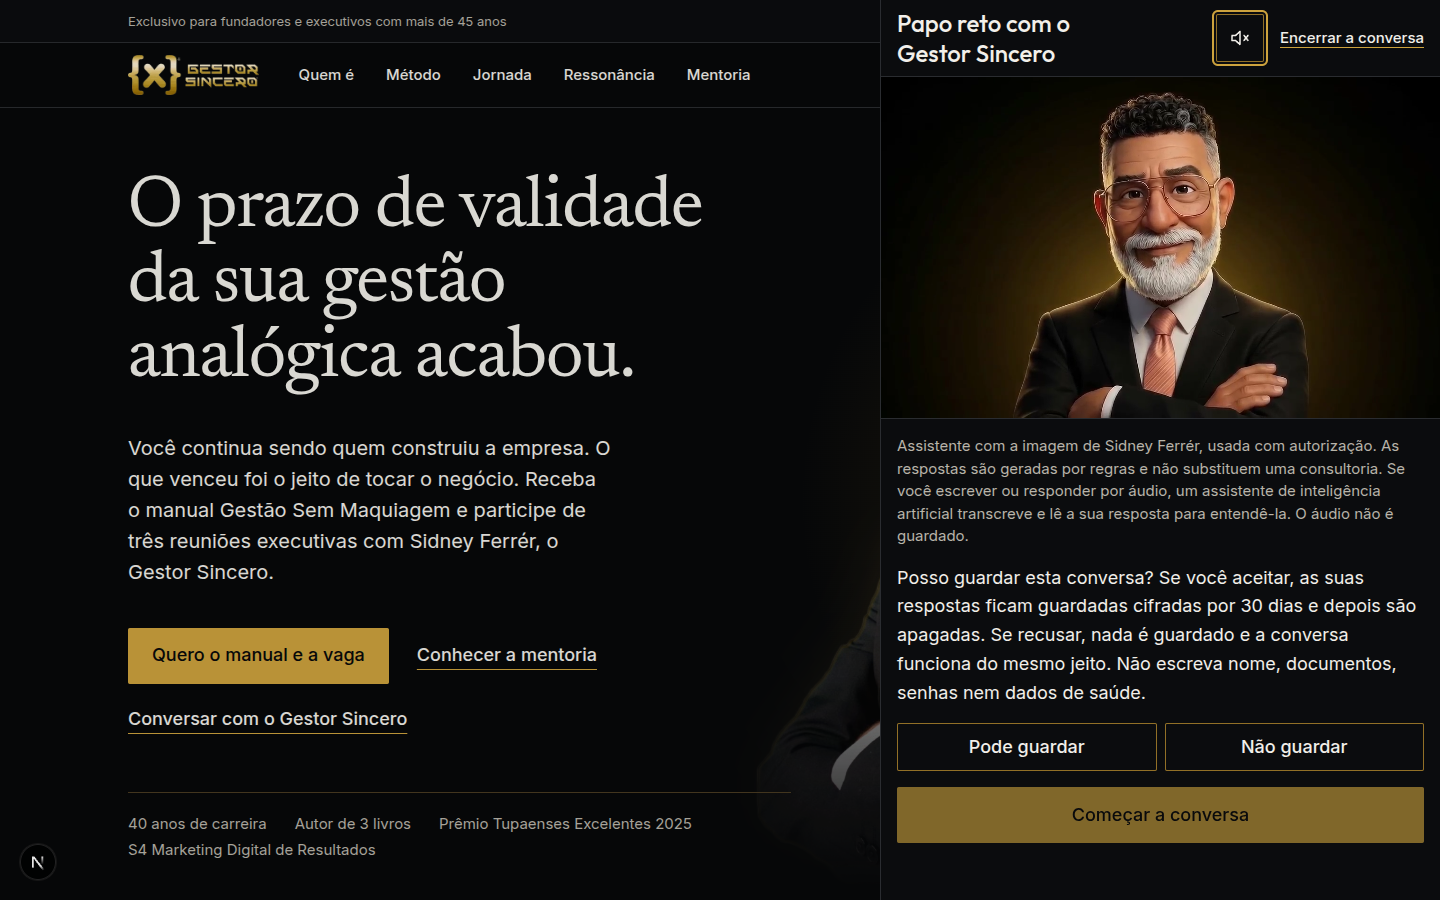 Exclusivo para fundadores e executivos com mais de 45 anos
{x} GESTOR
SINCERO
Quem é
Método
Jornada
Ressonância
Mentoria
O prazo de validade
da sua gestão
analógica acabou.
Você continua sendo quem construiu a empresa. O
que venceu foi o jeito de tocar o negócio. Receba
o manual Gestão Sem Maquiagem e participe de
três reuniões executivas com Sidney Ferrér, o
Gestor Sincero.
Quero o manual e a vaga
Conhecer a mentoria
Conversar com o Gestor Sincero
40 anos de carreira
Autor de 3 livros
Prêmio Tupaenses Excelentes 2025
S4 Marketing Digital de Resultados
N
Papo reto com o
Gestor Sincero
Encerrar a conversa
Assistente com a imagem de Sidney Ferrér, usada com autorização. As
respostas são geradas por regras e não substituem uma consultoria. Se
você escrever ou responder por áudio, um assistente de inteligência
artificial transcreve e lê a sua resposta para entendê-la. O áudio não é
guardado.
Posso guardar esta conversa? Se você aceitar, as suas
respostas ficam guardadas cifradas por 30 dias e depois são
apagadas. Se recusar, nada é guardado e a conversa
funciona do mesmo jeito. Não escreva nome, documentos,
senhas nem dados de saúde.
Pode guardar
Não guardar
Começar a conversa